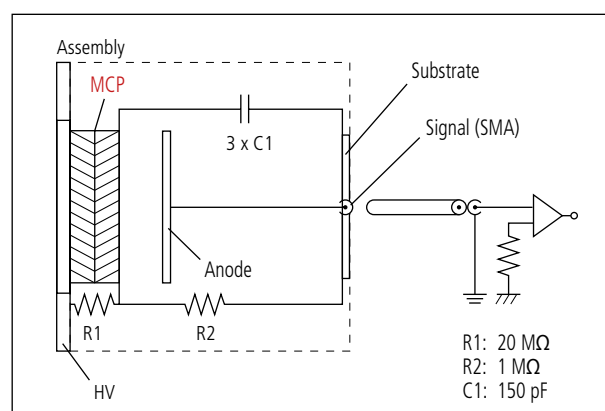 Assembly
MCP
Substrate
Signal (SMA)
3 x C1
Anode
R1
R2
HV
R1: 20 MΩ
R2: 1 MΩ
C1: 150 pF